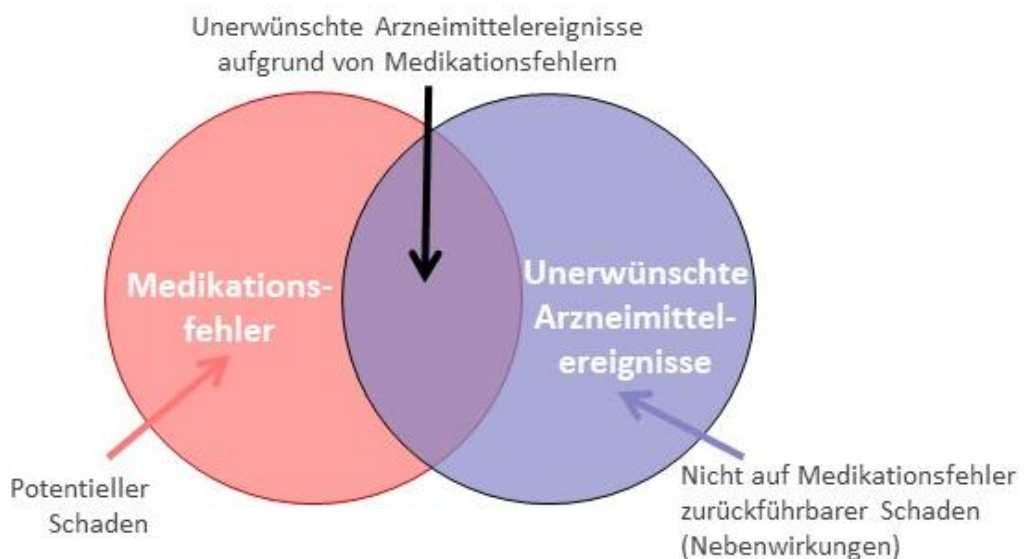 Unerwünschte Arzneimittelereignisse
aufgrund von Medikationsfehlern
Medikations-
fehler
Unerwünschte
Arzneimittel-
ereignisse
Potentieller
Schaden
Nicht auf Medikationsfehler
zurückführbarer Schaden
(Nebenwirkungen)